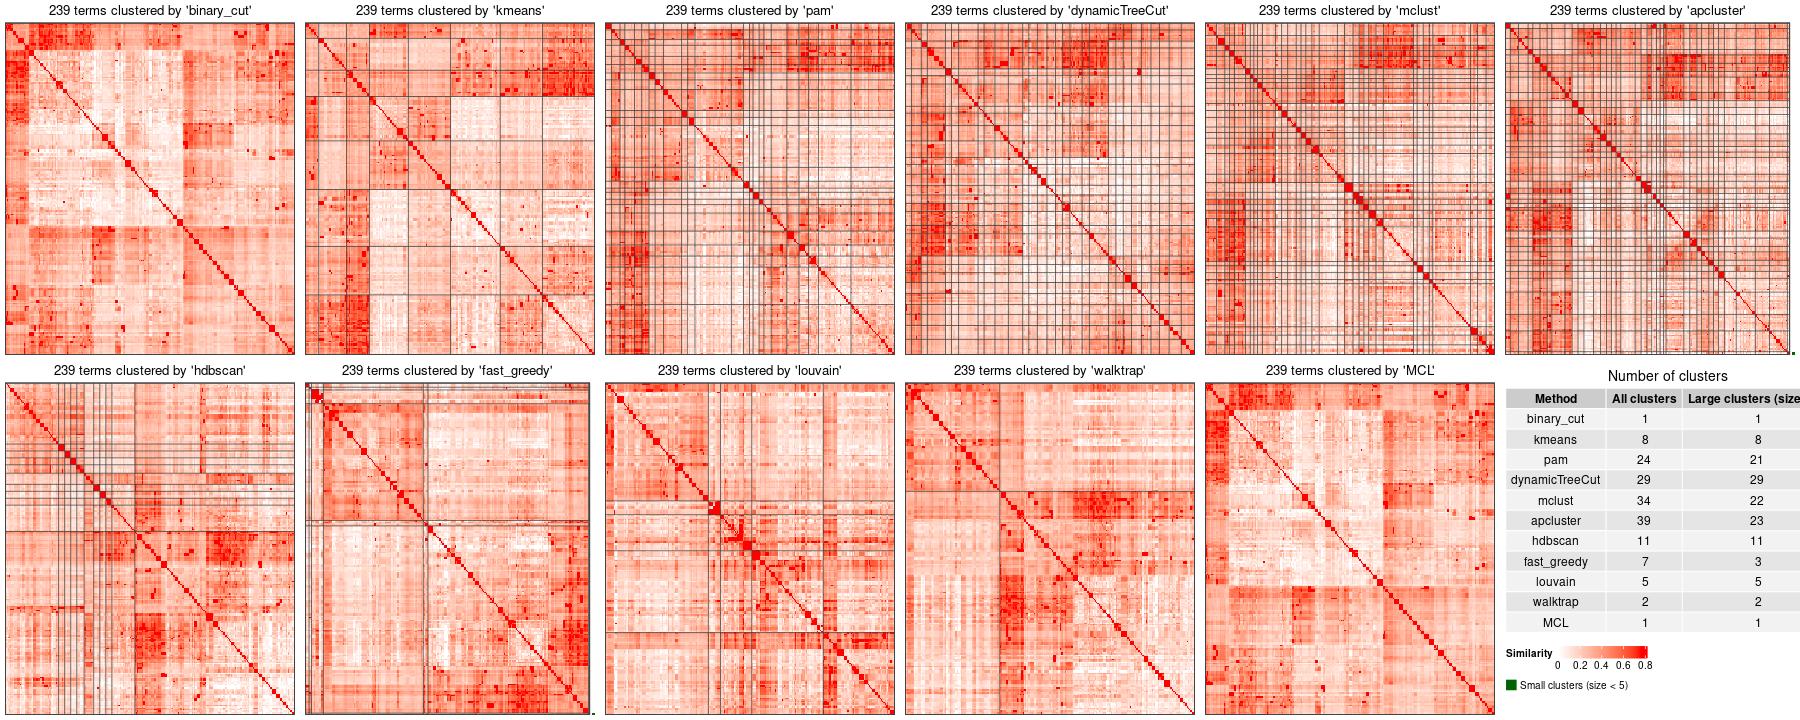 239 terms clustered by 'binary_cut'
239 terms clustered by 'kmeans'
239 terms clustered by 'pam'
239 terms clustered by 'dynamicTreeCut'
239 terms clustered by 'mclust'
239 terms clustered by 'apcluster'
239 terms clustered by 'hdbscan'
239 terms clustered by 'fast_greedy'
239 terms clustered by 'louvain'
239 terms clustered by 'walktrap'
239 terms clustered by 'MCL'
Number of clusters
Method All clusters Large clusters (size
binary_cut 1 1
kmeans 8 8
pam 24 21
dynamicTreeCut 29 29
mclust 34 22
apcluster 39 23
hdbscan 11 11
fast_greedy 7 3
louvain 5 5
walktrap 2 2
MCL 1 1
Similarity
0 0.2 0.4 0.6 0.8
Small clusters (size < 5)